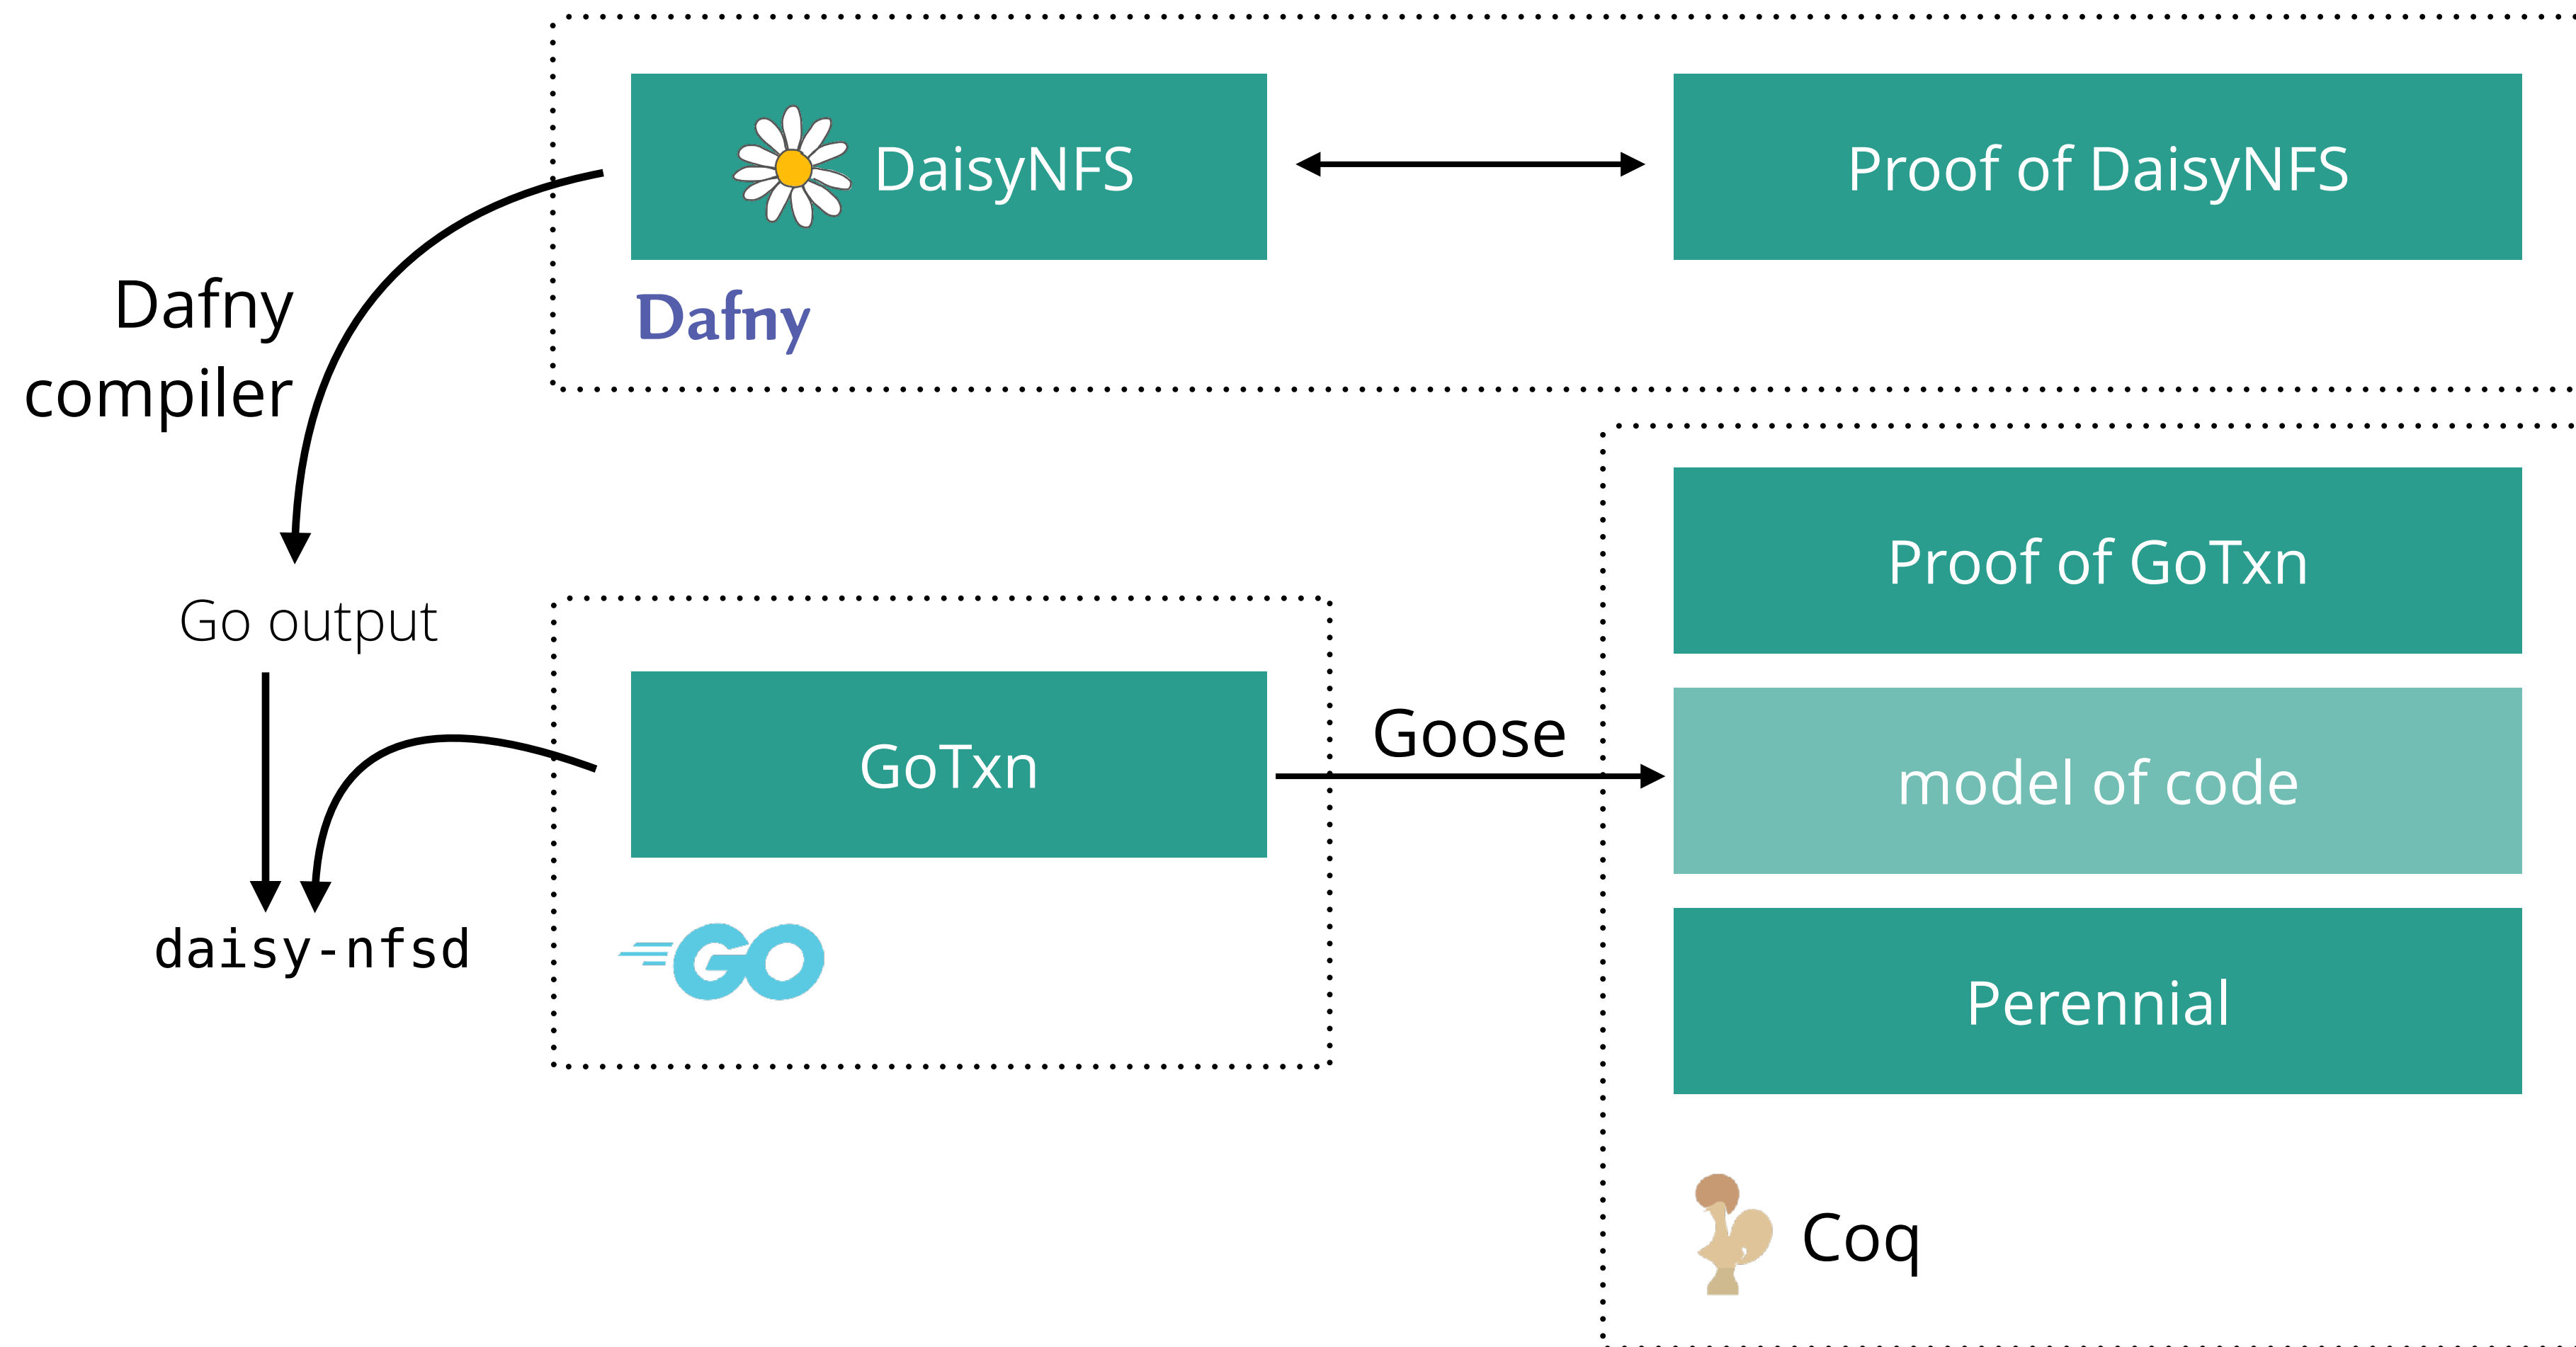 DaisyNFS
Proof of DaisyNFS
Dafny
Dafny
compiler
Proof of GoTxn
Go output
GoTxn
Goose
model of code
GO
daisy-nfsd
Perennial
Coq